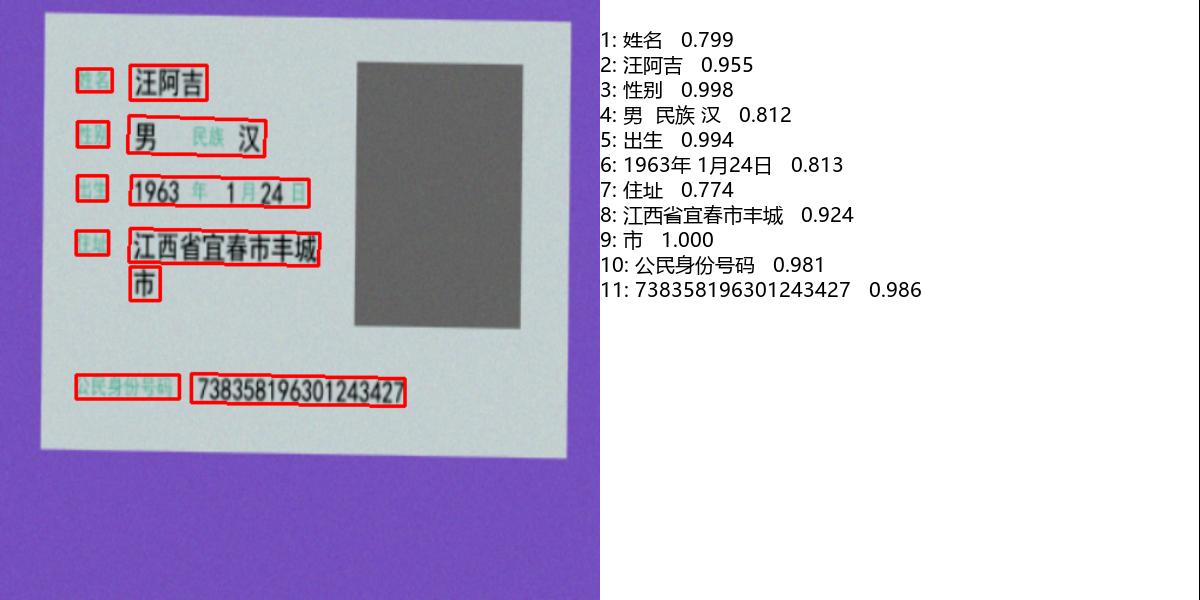 姓名 汪阿吉
性别 男 民族 汉
出生 1963 年 1 月 24 日
住址 江西省宜春市丰城
市
公民身份号码 738358196301243427
1: 姓名 0.799
2: 汪阿吉 0.955
3: 性别 0.998
4: 男 民族 汉 0.812
5: 出生 0.994
6: 1963年 1月24日 0.813
7: 住址 0.774
8: 江西省宜春市丰城 0.924
9: 市 1.000
10: 公民身份号码 0.981
11: 738358196301243427 0.986